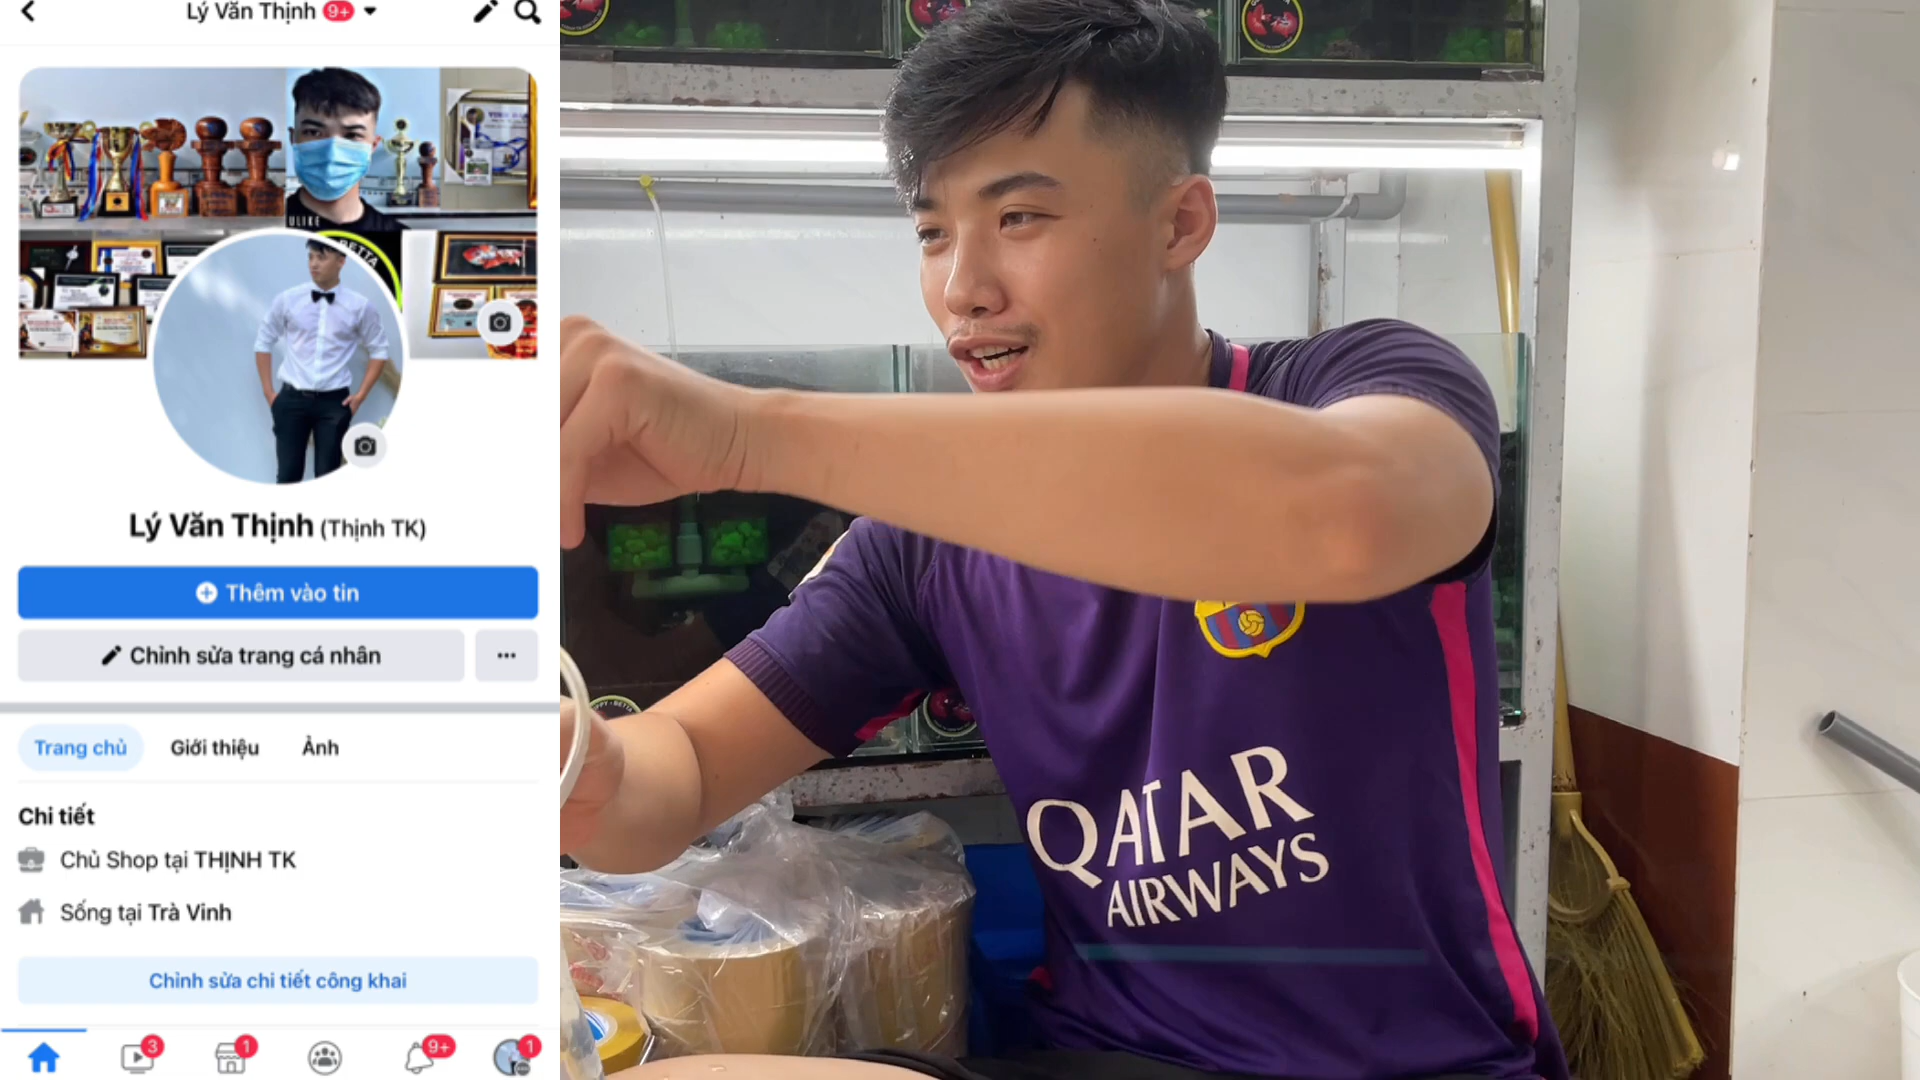 Lý Văn Thịnh 9+
ULIKE
BETTA
Lý Văn Thịnh (Thịnh TK)
Thêm vào tin
Chỉnh sửa trang cá nhân
Trang chủ
Giới thiệu
Ảnh
Chi tiết
Chủ Shop tại THỊNH TK
Sống tại Trà Vinh
Chỉnh sửa chi tiết công khai
3
1
9+
1
QATAR
AIRWAYS